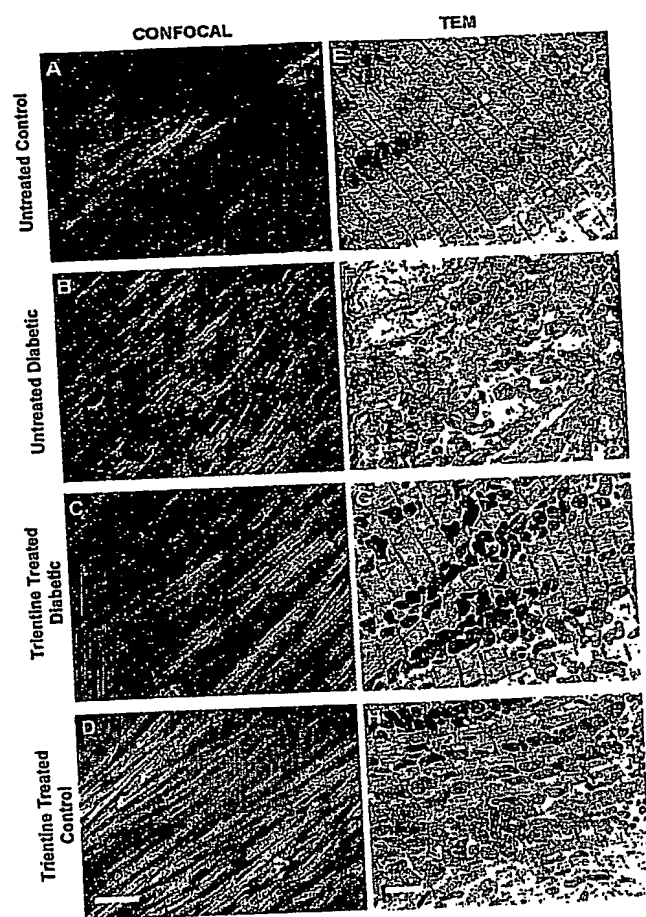 CONFOCAL
TEM
Untreated Control
A
E
Untreated Diabetic
B
Trientine Treated
Diabetic
C
G
Trientine Treated
Control
D
H